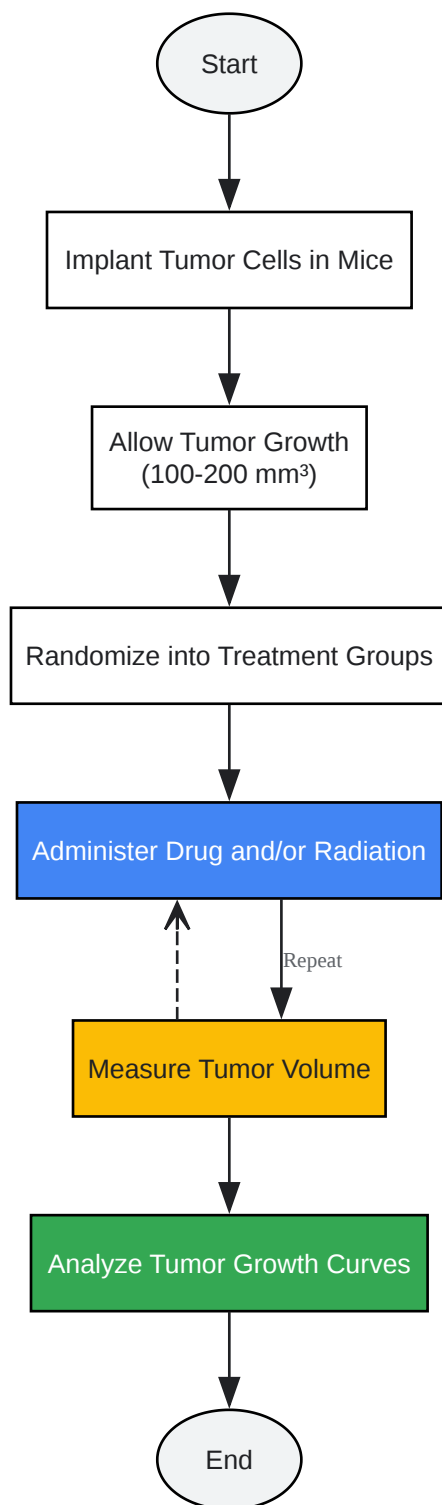 Start
Implant Tumor Cells in Mice
Allow Tumor Growth
(100-200 mm³)
Randomize into Treatment Groups
Administer Drug and/or Radiation
Repeat
Measure Tumor Volume
Analyze Tumor Growth Curves
End